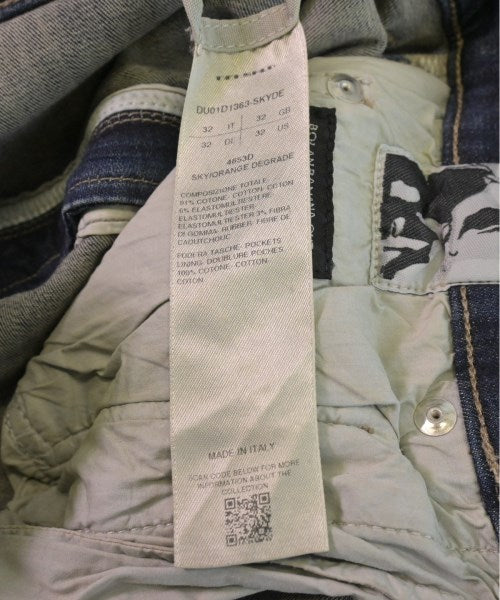 DU01D1363-SKYDE
32 IT 32 GB
32 DE 32 US
4653D
SKY/ORANGE DEGRADE
COMPOSIZIONE TOTALE:
91% COTONE- COTTON- COTON
6% ELASTOMULTIESTERE-
ELASTOMULTIESTER-
ELASTOMULTIESTER 3% FIBRA
DI GOMMA- RUBBER- FIBRE DE
CAOUTCHOUC
FODERA TASCHE- POCKETS
LINING- DOUBLURE POCHES:
100% COTONE- COTTON-
COTON
MADE IN ITALY
SCAN CODE BELOW FOR MORE
INFORMATION ABOUT THE
COLLECTION